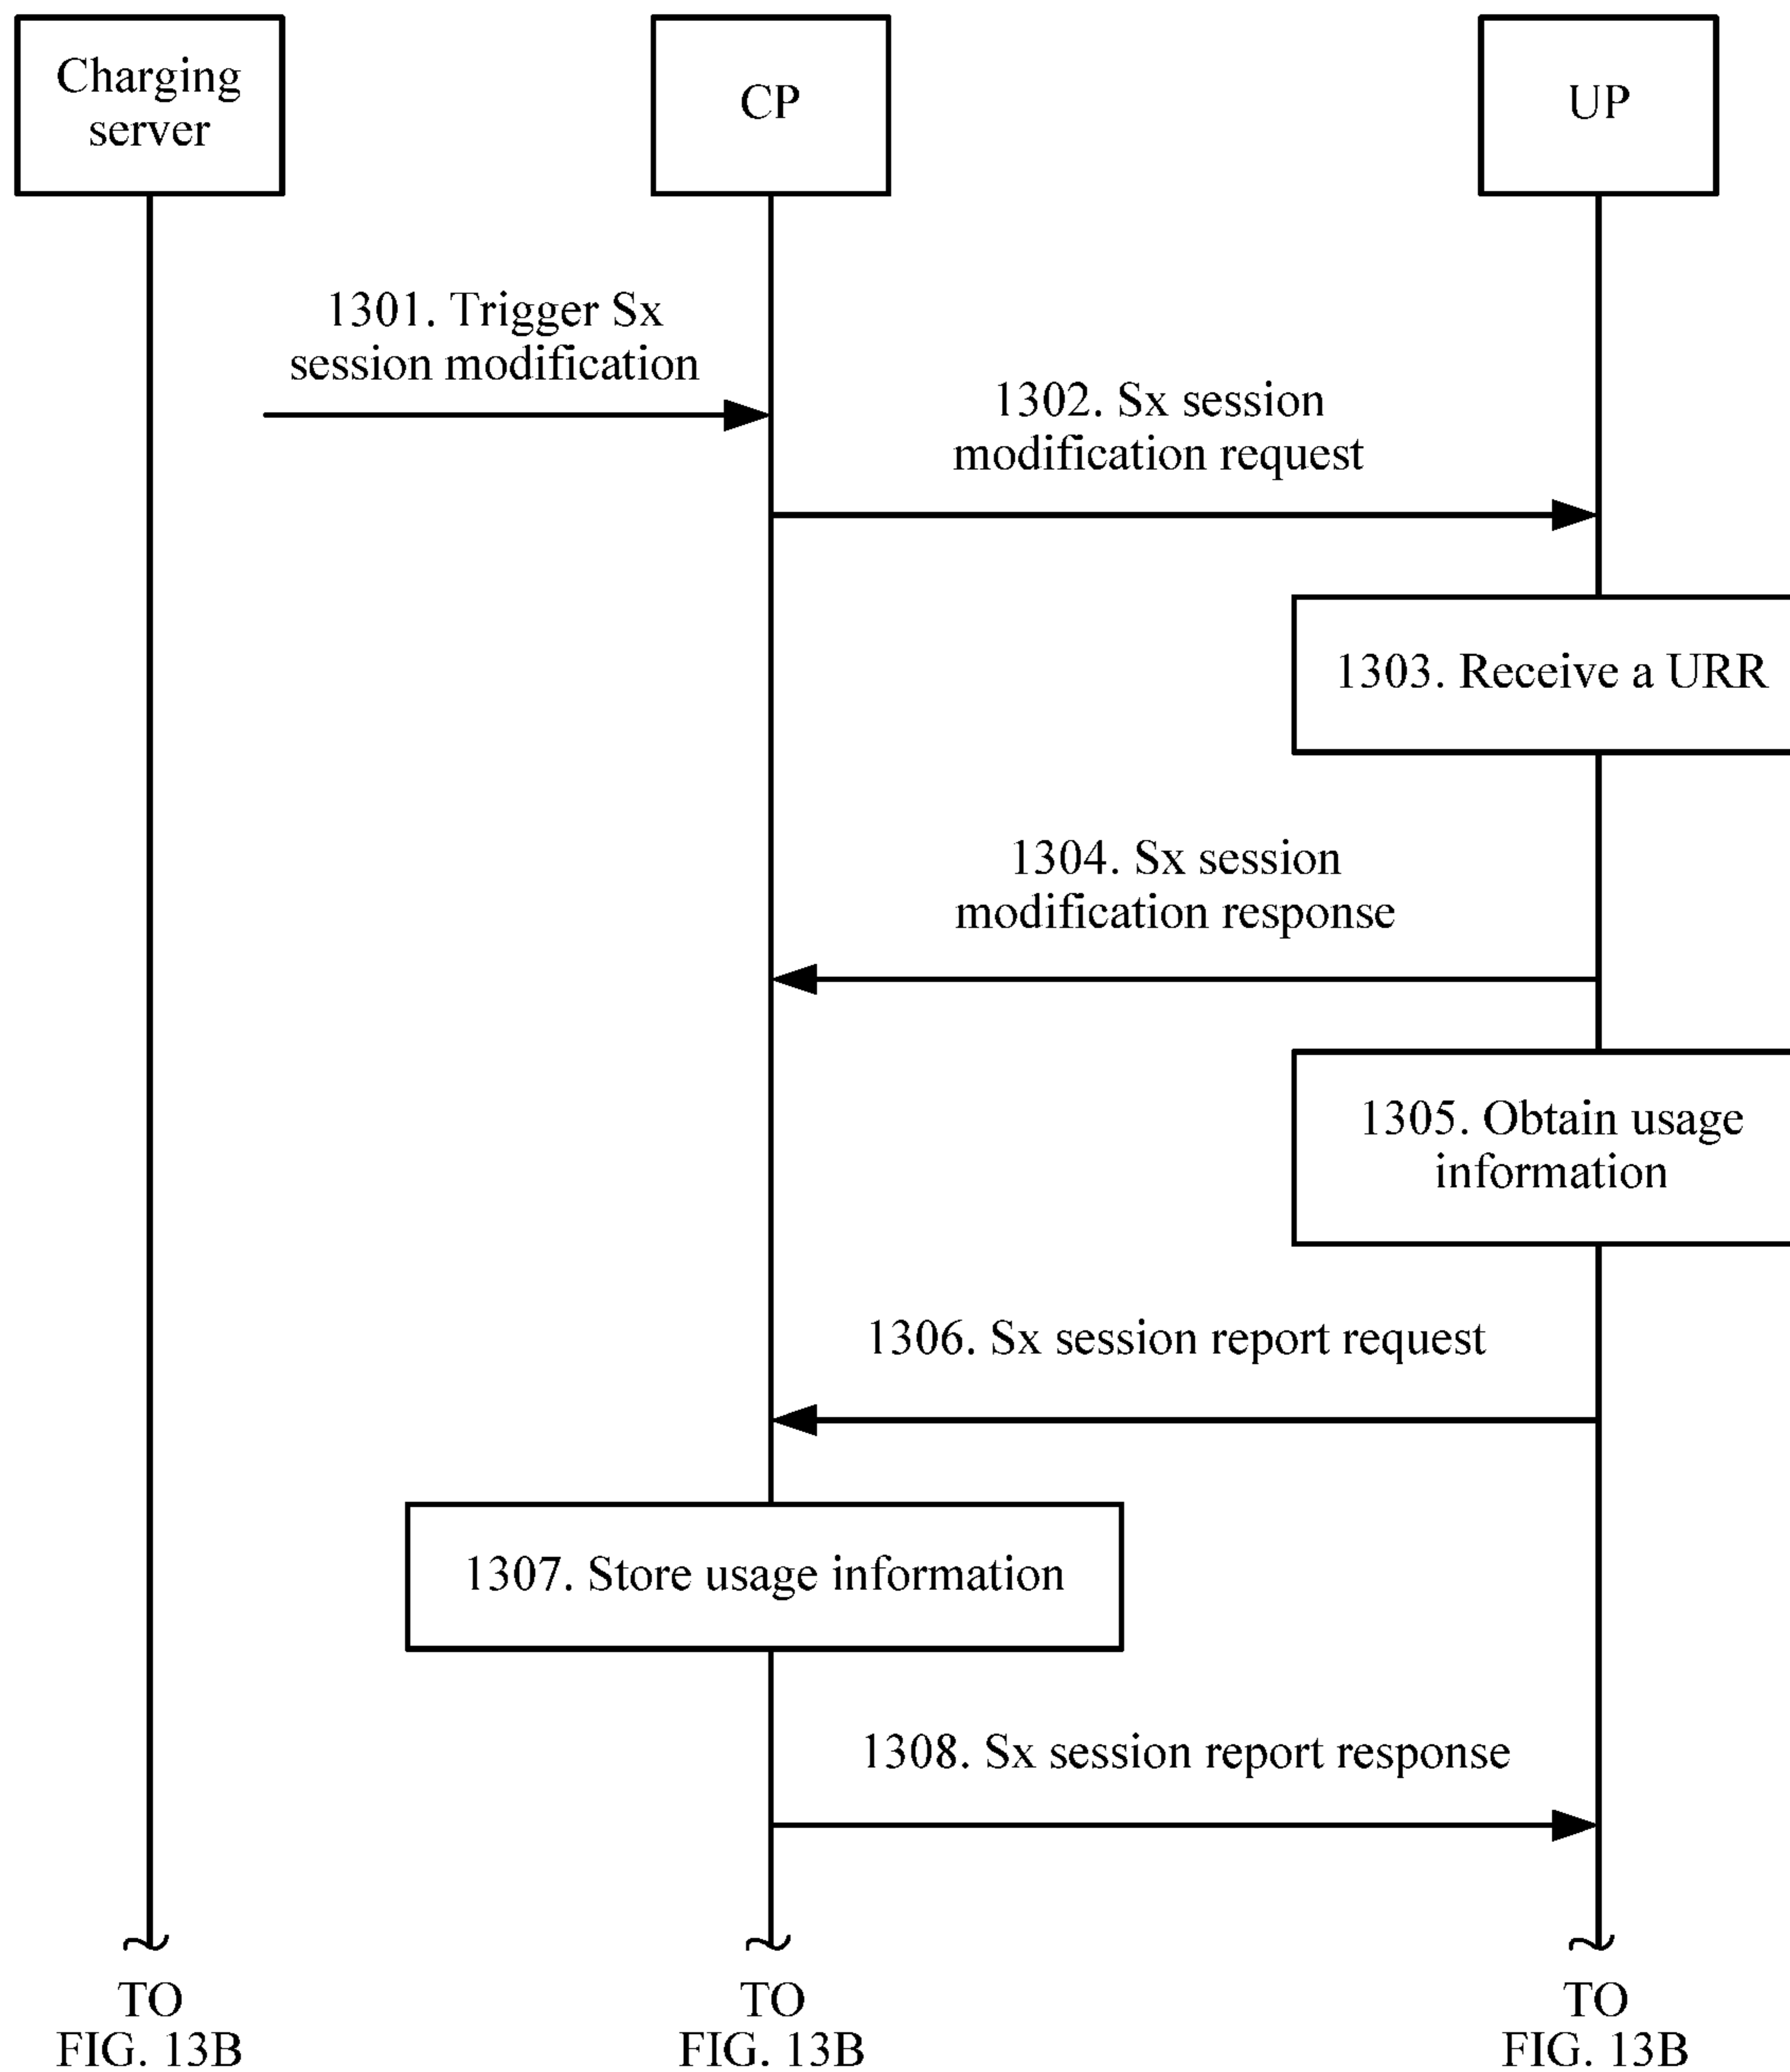 Charging
server
CP
UP
1301. Trigger Sx
session modification
1302. Sx session
modification request
1303. Receive a URR
1304. Sx session
modification response
1305. Obtain usage
information
1306. Sx session report request
1307. Store usage information
1308. Sx session report response
TO
FIG. 13B
TO
FIG. 13B
TO
FIG. 13B